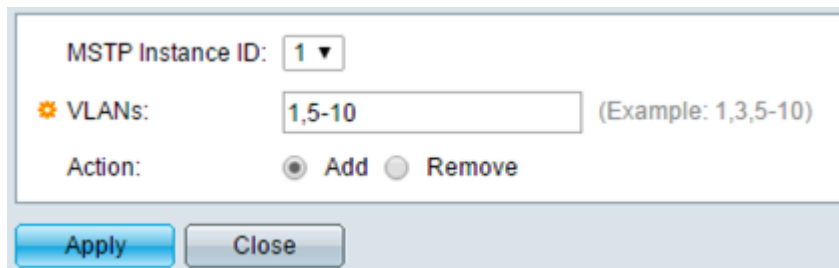 MSTP Instance ID: 1
VLANs: 1,5-10 (Example: 1,3,5-10)
Action: Add Remove
Apply Close